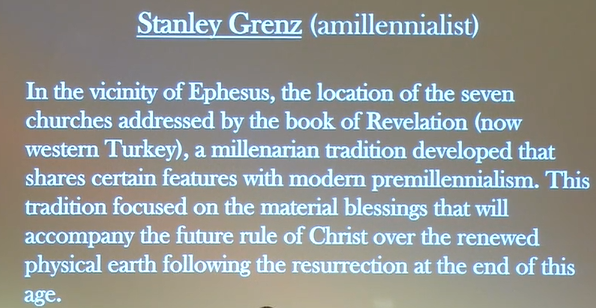 Stanley Grenz (amillennialist)
In the vicinity of Ephesus, the location of the seven
churches addressed by the book of Revelation (now
western Turkey), a millenarian tradition developed that
shares certain features with modern premillennialism. This
tradition focused on the material blessings that will
accompany the future rule of Christ over the renewed
physical earth following the resurrection at the end of this
age.